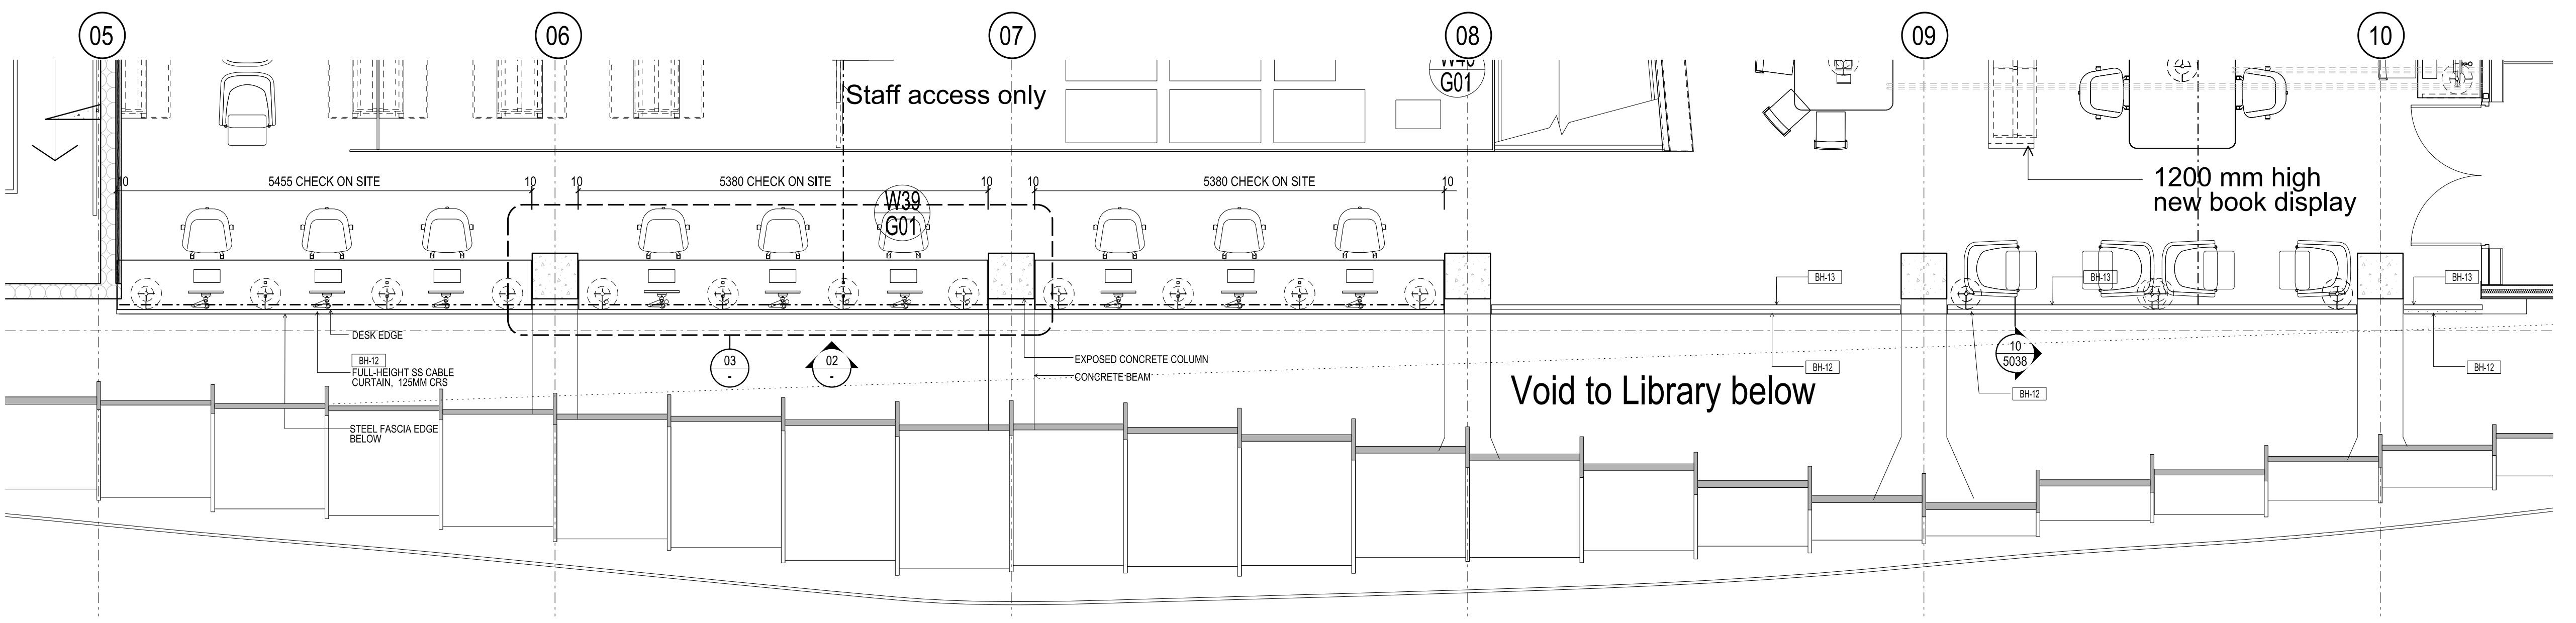 05
06
07
08
09
10
Staff access only
W45
G01
10
5455 CHECK ON SITE
10
10
5380 CHECK ON SITE
10
10
5380 CHECK ON SITE
10
1200 mm high
new book display
W39
G01
BH-13
BH-13
BH-13
DESK EDGE
BH-12
FULL-HEIGHT SS CABLE
CURTAIN, 125MM CRS
03
-
02
-
EXPOSED CONCRETE COLUMN
CONCRETE BEAM
10
5038
BH-12
BH-12
BH-12
Void to Library below
STEEL FASCIA EDGE
BELOW